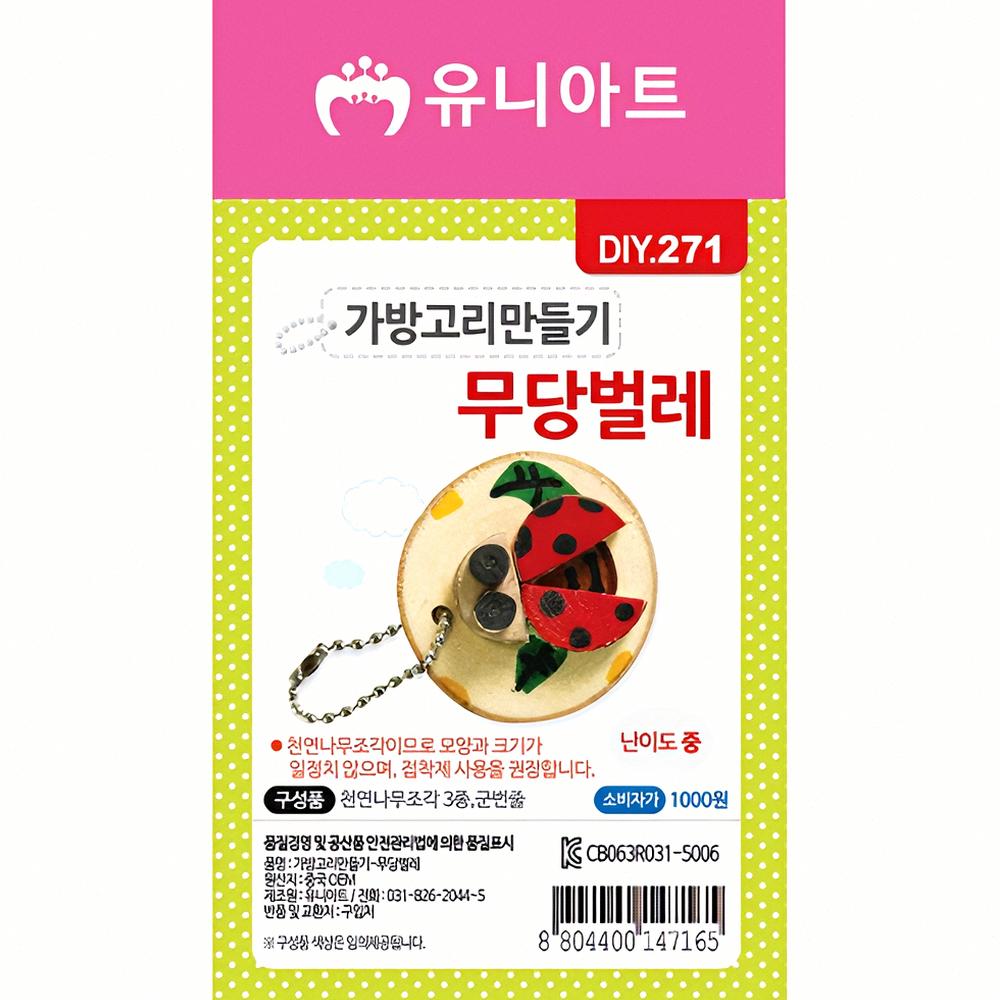 유니아트
DIY.271
가방고리만들기
무당벌레
● 천연나무조각이므로 모양과 크기가
일정치 않으며, 접착제 사용을 권장합니다.
난이도 중
구성품 천연나무조각 3종, 군번줄
소비자가 1000원
품질경영 및 공산품 안전관리법에 의한 품질표시
품명 : 가방고리만들기-무당벌레
원산지 : 중국 OEM
제조원 : 유니아트 / 전화 : 031-826-2044~5
반품 및 교환처 : 구입처
※ 구성품 색상은 임의제공됩니다.
CB063R031-5006
8 804400 147165